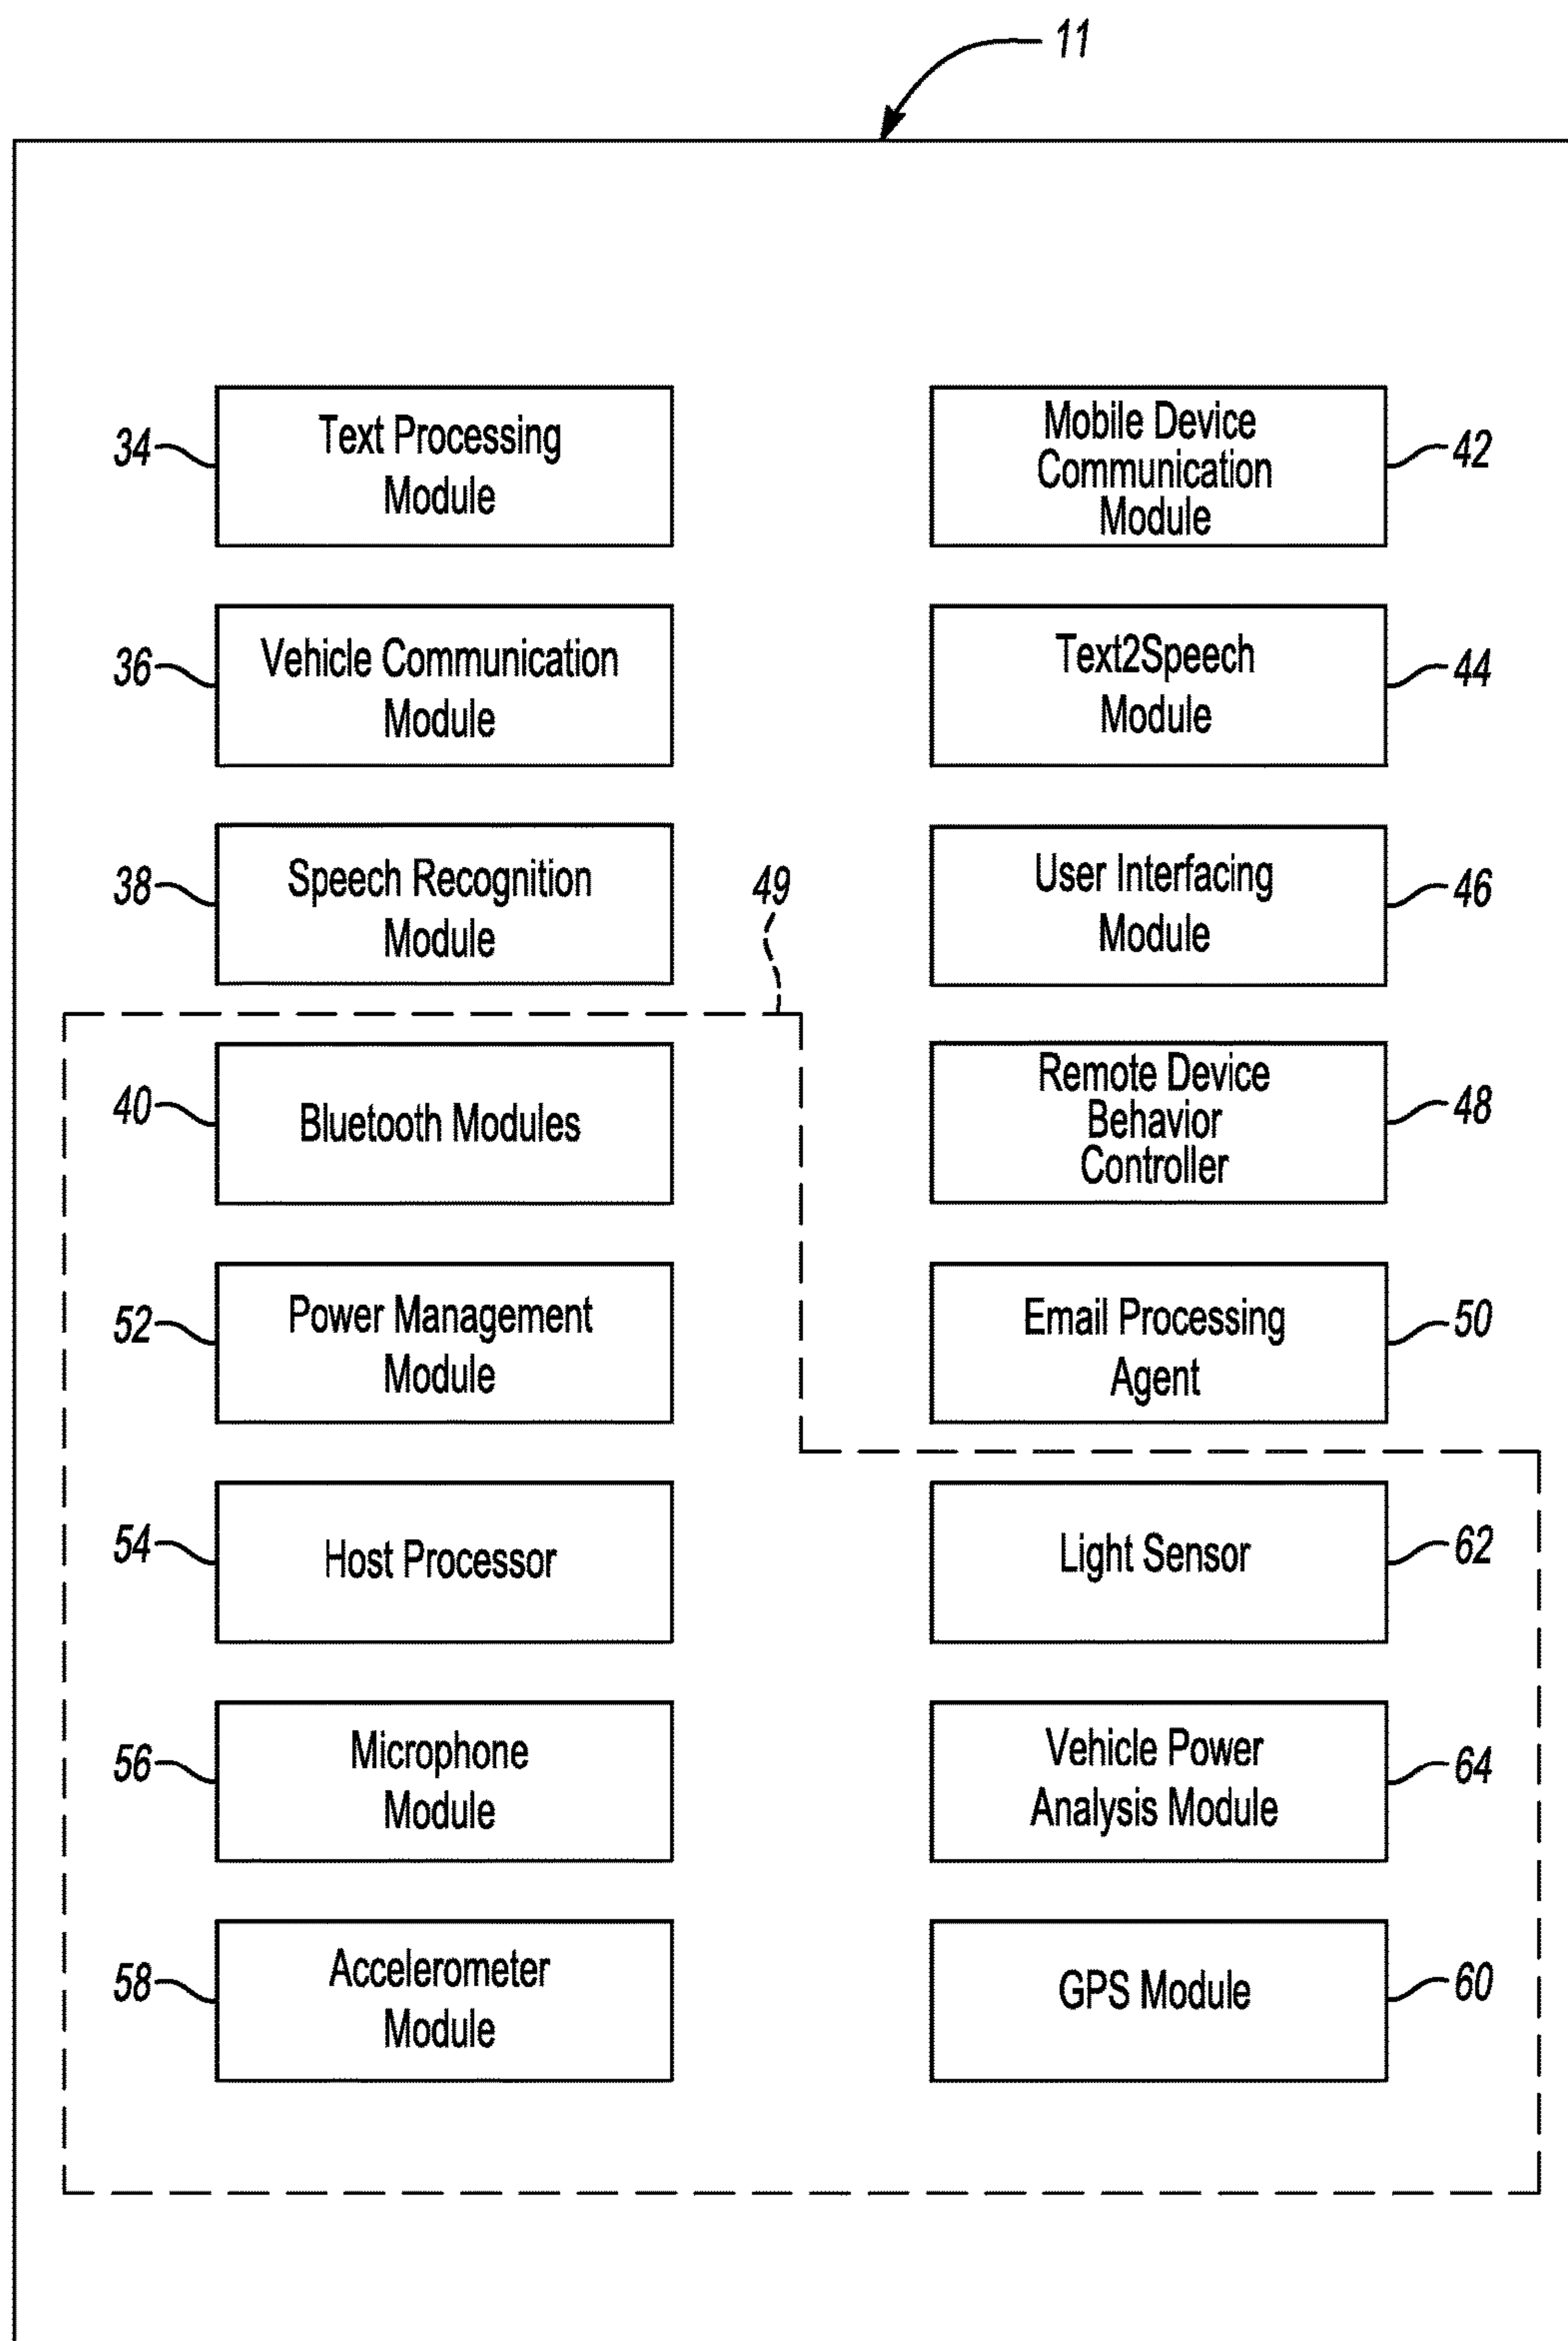 11
34
Text Processing
Module
Mobile Device
Communication
Module
42
36
Vehicle Communication
Module
Text2Speech
Module
44
38
Speech Recognition
Module
49
User Interfacing
Module
46
40
Bluetooth Modules
Remote Device
Behavior
Controller
48
52
Power Management
Module
Email Processing
Agent
50
54
Host Processor
Light Sensor
62
56
Microphone
Module
Vehicle Power
Analysis Module
64
58
Accelerometer
Module
GPS Module
60